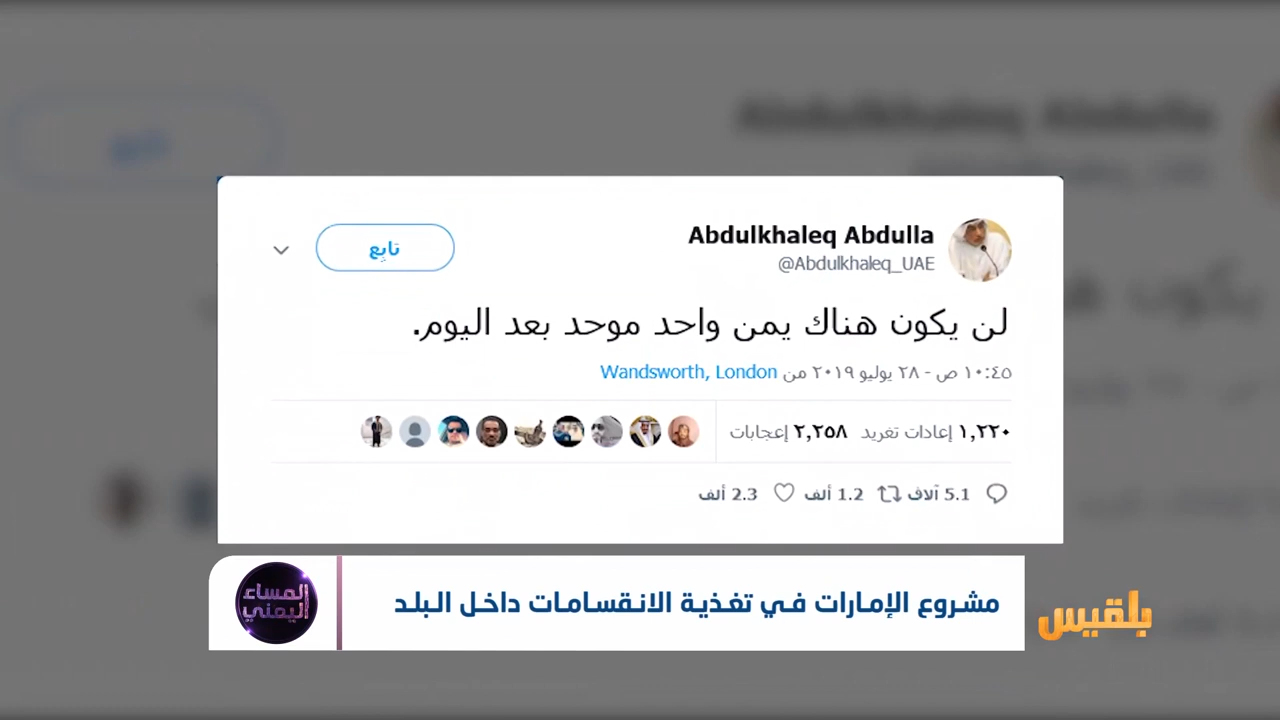 Abdulkhaleq Abdulla
@Abdulkhaleq_UAE
تابِع
لن يكون هناك يمن واحد موحد بعد اليوم.
١٠:٤٥ ص - ٢٨ يوليو ٢٠١٩ من Wandsworth, London
١,٢٢٠ إعادات تغريد ٢,٢٥٨ إعجابات
5.1 آلاف 1.2 ألف 2.3 ألف
مشروع الإمارات في تغذية الانقسامات داخل البلد
المساء
اليمني
بلقيس